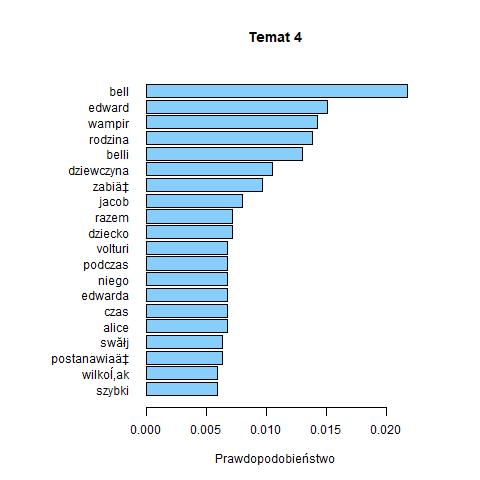 Temat 4
bell
edward
wampir
rodzina
belli
dziewczyna
zabiä‡
jacob
razem
dziecko
volturi
podczas
niego
edwarda
czas
alice
swăłj
postanawiaä‡
wilkoĺ‚ak
szybki
0.000 0.005 0.010 0.015 0.020
Prawdopodobieństwo